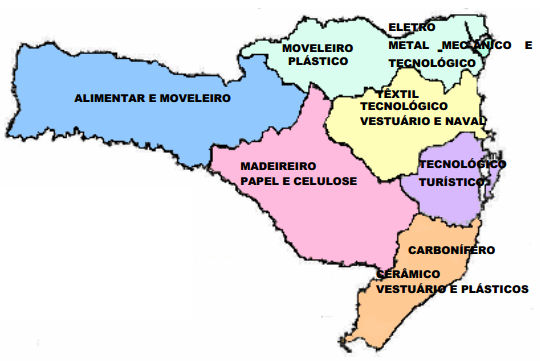 ELETRO
METAL - MECÂNICO E
TECNOLÓGICO
MOVELEIRO
PLÁSTICO
ALIMENTAR E MOVELEIRO
TÊXTIL
TECNOLÓGICO
VESTUÁRIO E NAVAL
MADEIREIRO
PAPEL E CELULOSE
TECNOLÓGICO
TURÍSTICO
CARBONÍFERO
CERÂMICO
VESTUÁRIO E PLÁSTICOS